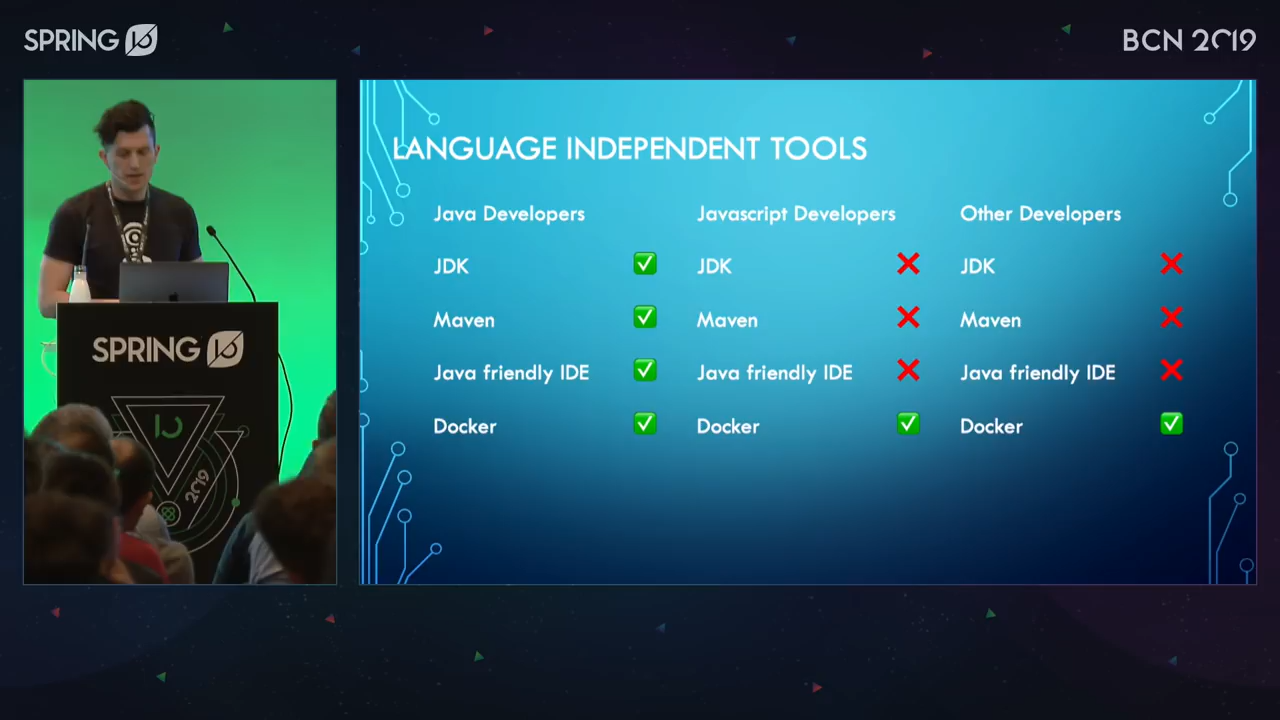 SPRING IO
BCN 2019
LANGUAGE INDEPENDENT TOOLS
Java Developers
JDK
Maven
Java friendly IDE
Docker
Javascript Developers
JDK
Maven
Java friendly IDE
Docker
Other Developers
JDK
Maven
Java friendly IDE
Docker
SPRING IO
IO
2019